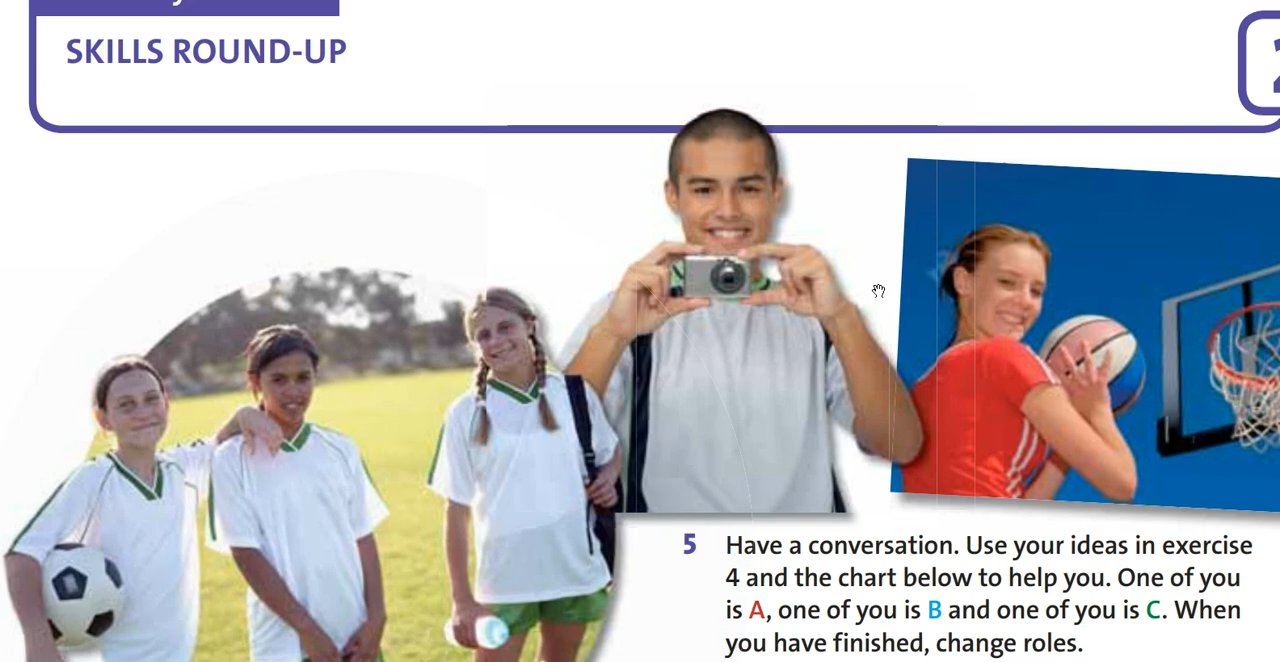 SKILLS ROUND-UP
5 Have a conversation. Use your ideas in exercise
4 and the chart below to help you. One of you
is A, one of you is B and one of you is C. When
you have finished, change roles.